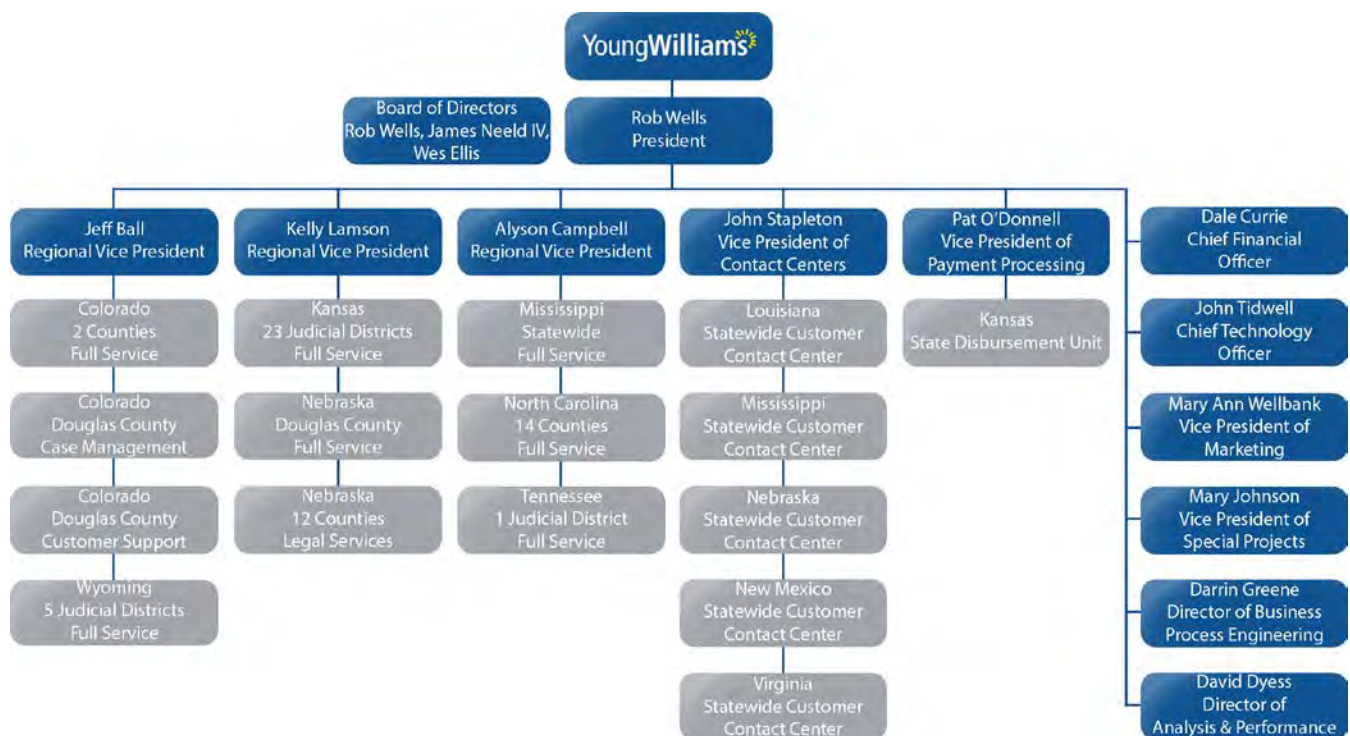 YoungWilliams
Board of Directors
Rob Wells, James Neeld IV,
Wes Ellis
Rob Wells
President
Jeff Ball
Regional Vice President
Colorado
2 Counties
Full Service
Colorado
Douglas County
Case Management
Colorado
Douglas County
Customer Support
Wyoming
5 Judicial Districts
Full Service
Kelly Lamson
Regional Vice President
Kansas
23 Judicial Districts
Full Service
Nebraska
Douglas County
Full Service
Nebraska
12 Counties
Legal Services
Alyson Campbell
Regional Vice President
Mississippi
Statewide
Full Service
North Carolina
14 Counties
Full Service
Tennessee
1 Judicial District
Full Service
John Stapleton
Vice President of
Contact Centers
Louisiana
Statewide Customer
Contact Center
Mississippi
Statewide Customer
Contact Center
Nebraska
Statewide Customer
Contact Center
New Mexico
Statewide Customer
Contact Center
Virginia
Statewide Customer
Contact Center
Pat O'Donnell
Vice President of
Payment Processing
Kansas
State Disbursement Unit
Dale Currie
Chief Financial
Officer
John Tidwell
Chief Technology
Officer
Mary Ann Wellbank
Vice President of
Marketing
Mary Johnson
Vice President of
Special Projects
Darrin Greene
Director of Business
Process Engineering
David Dyess
Director of
Analysis & Performance